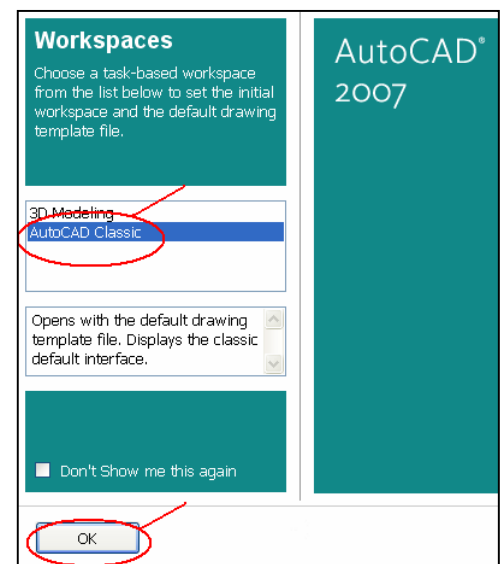 Workspaces
Choose a task-based workspace
from the list below to set the initial
workspace and the default drawing
template file.
3D Modeling
AutoCAD Classic
Opens with the default drawing
template file. Displays the classic
default interface.
Don't Show me this again
OK
AutoCAD®
2007